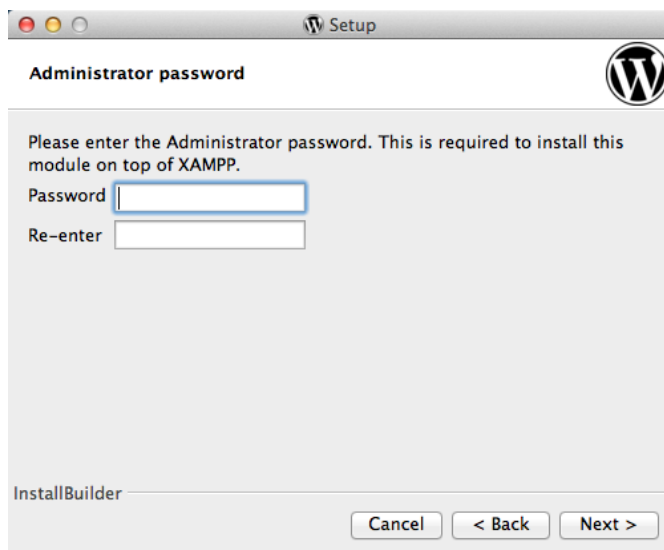 Setup
Administrator password
Please enter the Administrator password. This is required to install this
module on top of XAMPP.
Password
Re-enter
InstallBuilder
Cancel
< Back
Next >